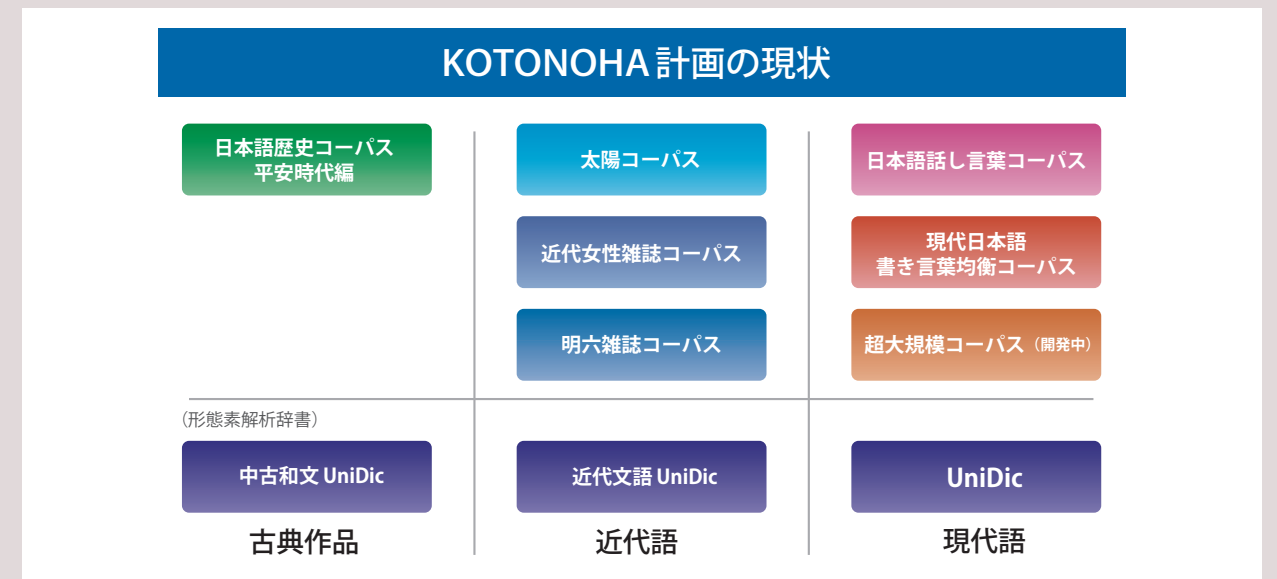 KOTONOHA計画の現状
日本語歴史コーパス
平安時代編
太陽コーパス
近代女性雑誌コーパス
明六雑誌コーパス
日本語話し言葉コーパス
現代日本語
書き言葉均衡コーパス
超大規模コーパス（開発中）
（形態素解析辞書）
中古和文 UniDic
近代文語 UniDic
UniDic
古典作品
近代語
現代語